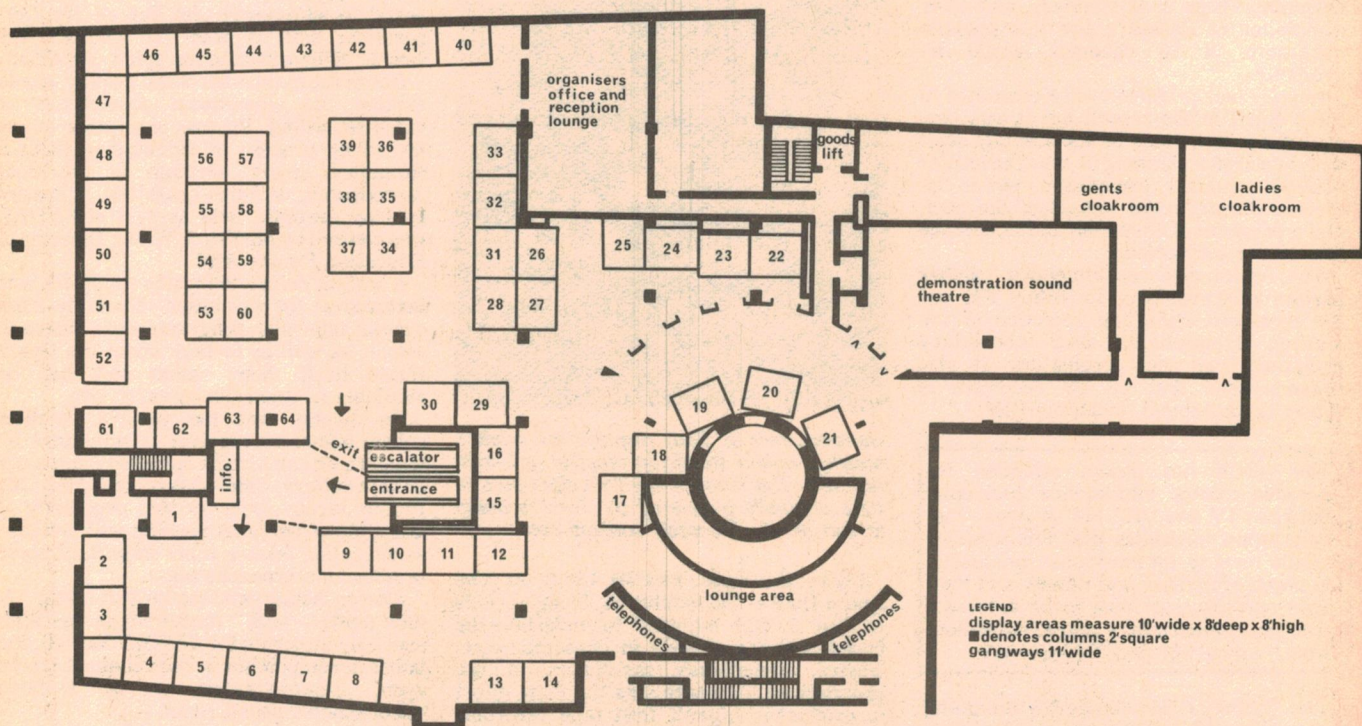 46 45 44 43 42 41 40
organisers
office and
reception
lounge
goods
lift
47
48
49
50
51
52
56 57
55 58
54 59
53 60
39 36
38 35
37 34
33
32
31 26
28 27
25 24 23 22
gents
cloakroom
ladies
cloakroom
demonstration sound
theatre
61 62 63 64
info.
exit
escalator
entrance
30 29
16
15
19 20 21
18
17
1
2
3
9 10 11 12
4 5 6 7 8
13 14
lounge area
telephones
telephones
LEGEND
display areas measure 10'wide x 8'deep x 8'high
■denotes columns 2'square
gangways 11'wide